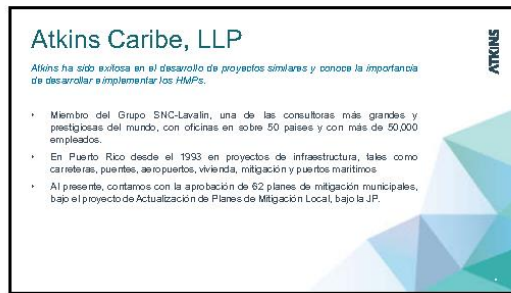 Atkins Caribe, LLP
ATKINS
Atkins ha sido exitosa en el desarrollo de proyectos similares y conoce la importancia
de desarrollar e implementar los HMPs.
• Miembro del Grupo SNC-Lavalin, una de las consultoras más grandes y
prestigiosas del mundo, con oficinas en sobre 50 países y con más de 50,000
empleados.
• En Puerto Rico desde el 1993 en proyectos de infraestructura, tales como
carreteras, puentes, aeropuertos, vivienda, mitigación y puertos marítimos
• Al presente, contamos con la aprobación de 62 planes de mitigación municipales,
bajo el proyecto de Actualización de Planes de Mitigación Local, bajo la JP.